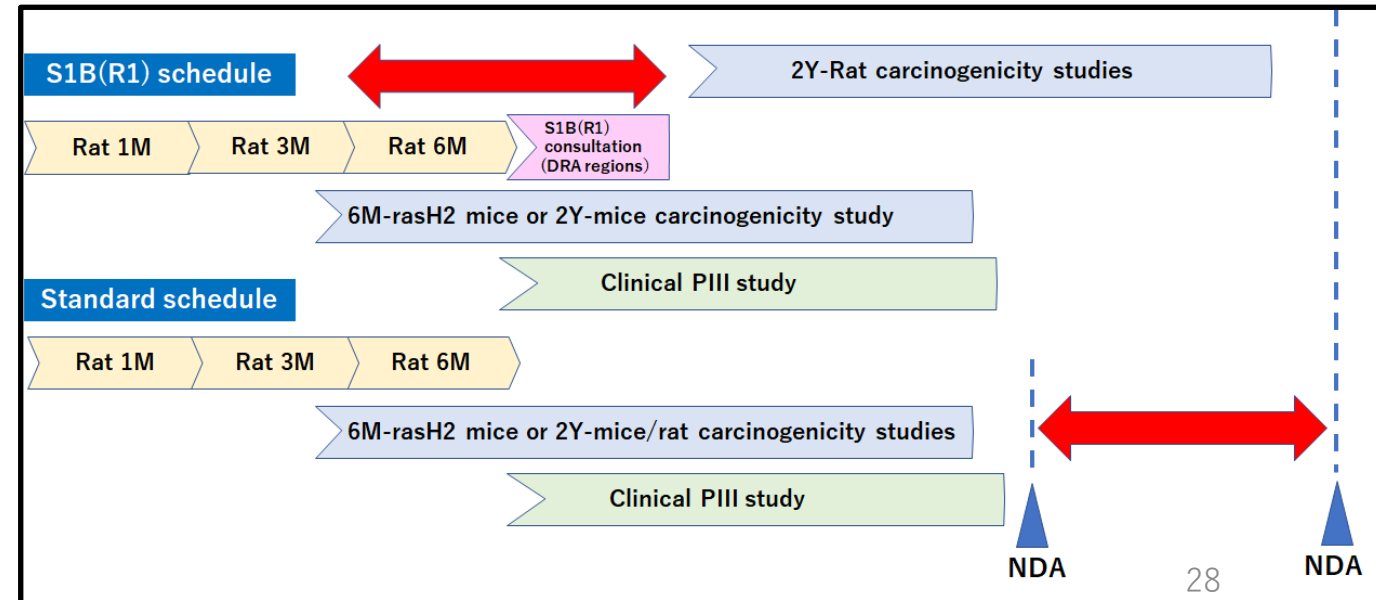 S1B(R1) schedule
2Y-Rat carcinogenicity studies
Rat 1M
Rat 3M
Rat 6M
S1B(R1)
consultation
(DRA regions)
6M-rasH2 mice or 2Y-mice carcinogenicity study
Clinical PIII study
Standard schedule
Rat 1M
Rat 3M
Rat 6M
6M-rasH2 mice or 2Y-mice/rat carcinogenicity studies
Clinical PIII study
NDA
NDA
28